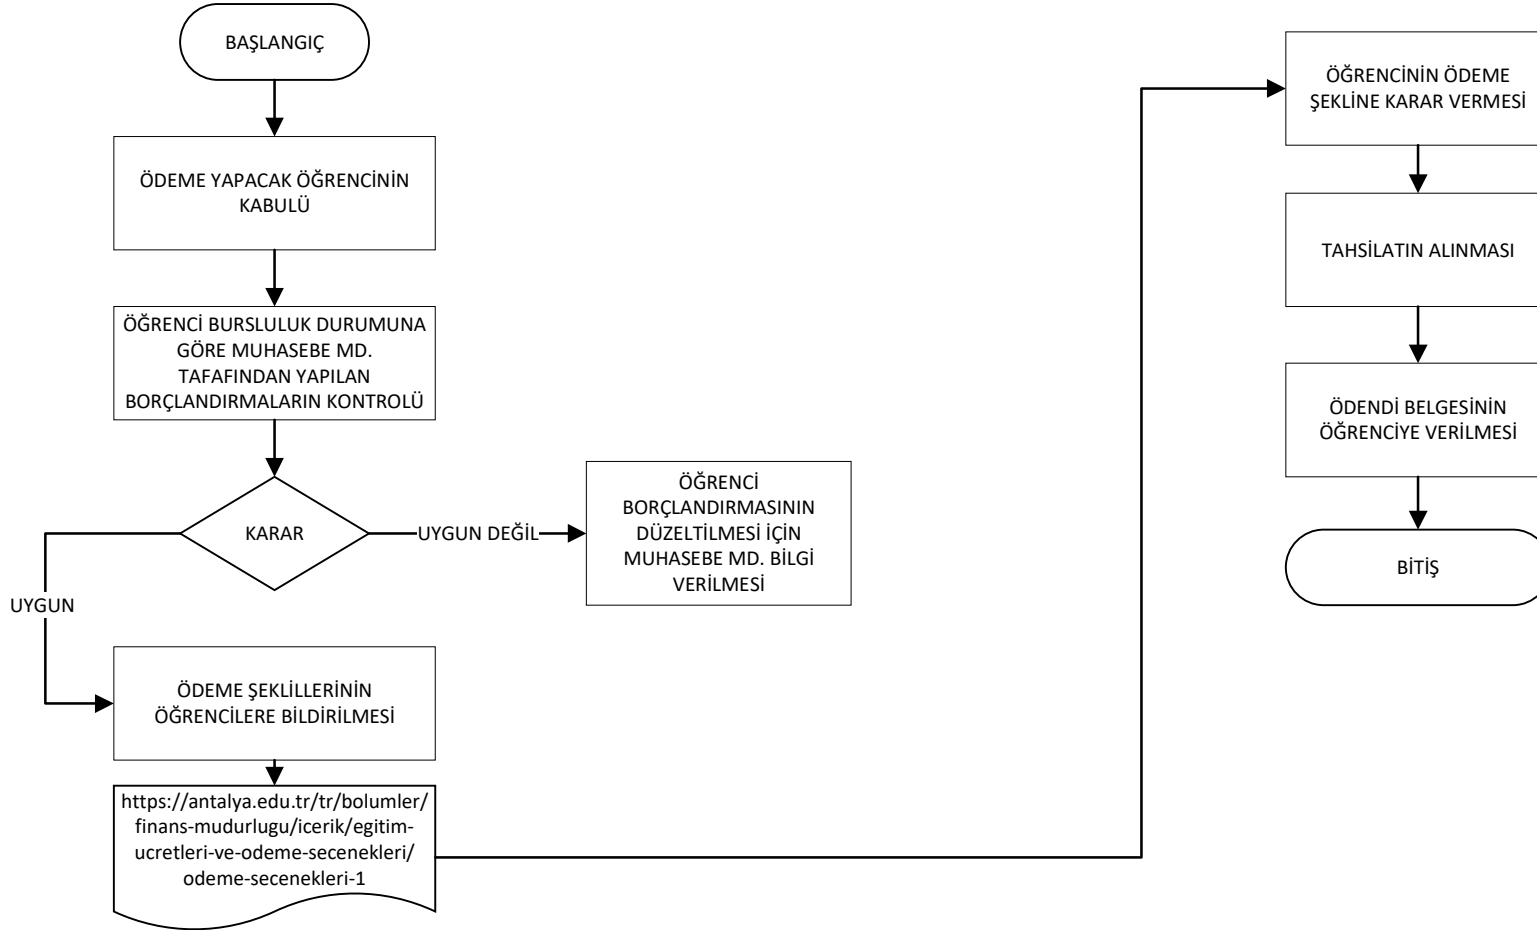 BAŞLANGIÇ
ÖDEME YAPACAK ÖĞRENCİNİN
KABULÜ
ÖĞRENCİ BURSLULUK DURUMUNA
GÖRE MUHASEBE MD.
TAFAFINDAN YAPILAN
BORÇLANDIRMALARIN KONTROLÜ
KARAR
UYGUN DEĞİL
ÖĞRENCİ
BORÇLANDIRMASININ
DÜZELTİLMESİ İÇİN
MUHASEBE MD. BİLGİ
VERİLMESİ
UYGUN
ÖDEME ŞEKLİLLERİNİN
ÖĞRENCİLERE BİLDİRİLMESİ
https://antalya.edu.tr/tr/bolumler/
finans-mudurlugu/icerik/egitim-
ucretleri-ve-odeme-secenekleri/
odeme-secenekleri-1
ÖĞRENCİNİN ÖDEME
ŞEKLİNE KARAR VERMESİ
TAHSİLATIN ALINMASI
ÖDENDİ BELGESİNİN
ÖĞRENCİYE VERİLMESİ
BİTİŞ